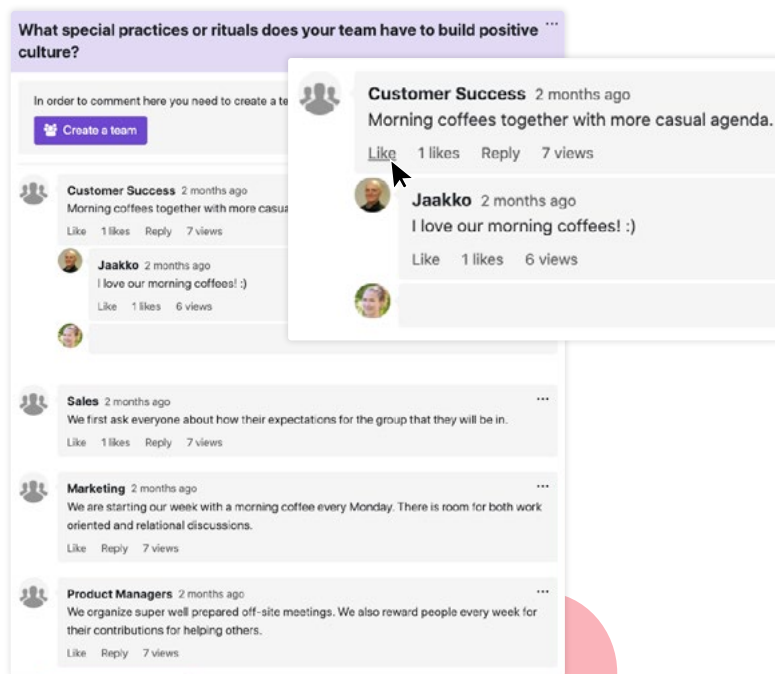 What special practices or rituals does your team have to build positive
culture?
...
In order to comment here you need to create a te
Create a team
Customer Success 2 months ago
Morning coffees together with more casua
Like 1 likes Reply 7 views
Jaakko 2 months ago
I love our morning coffees! :)
Like 1 likes 6 views
Customer Success 2 months ago
Morning coffees together with more casual agenda.
Like 1 likes Reply 7 views
Jaakko 2 months ago
I love our morning coffees! :)
Like 1 likes 6 views
Sales 2 months ago
...
We first ask everyone about how their expectations for the group that they will be in.
Like 1 likes Reply 7 views
Marketing 2 months ago
...
We are starting our week with a morning coffee every Monday. There is room for both work
oriented and relational discussions.
Like Reply 7 views
Product Managers 2 months ago
...
We organize super well prepared off-site meetings. We also reward people every week for
their contributions for helping others.
Like Reply 7 views